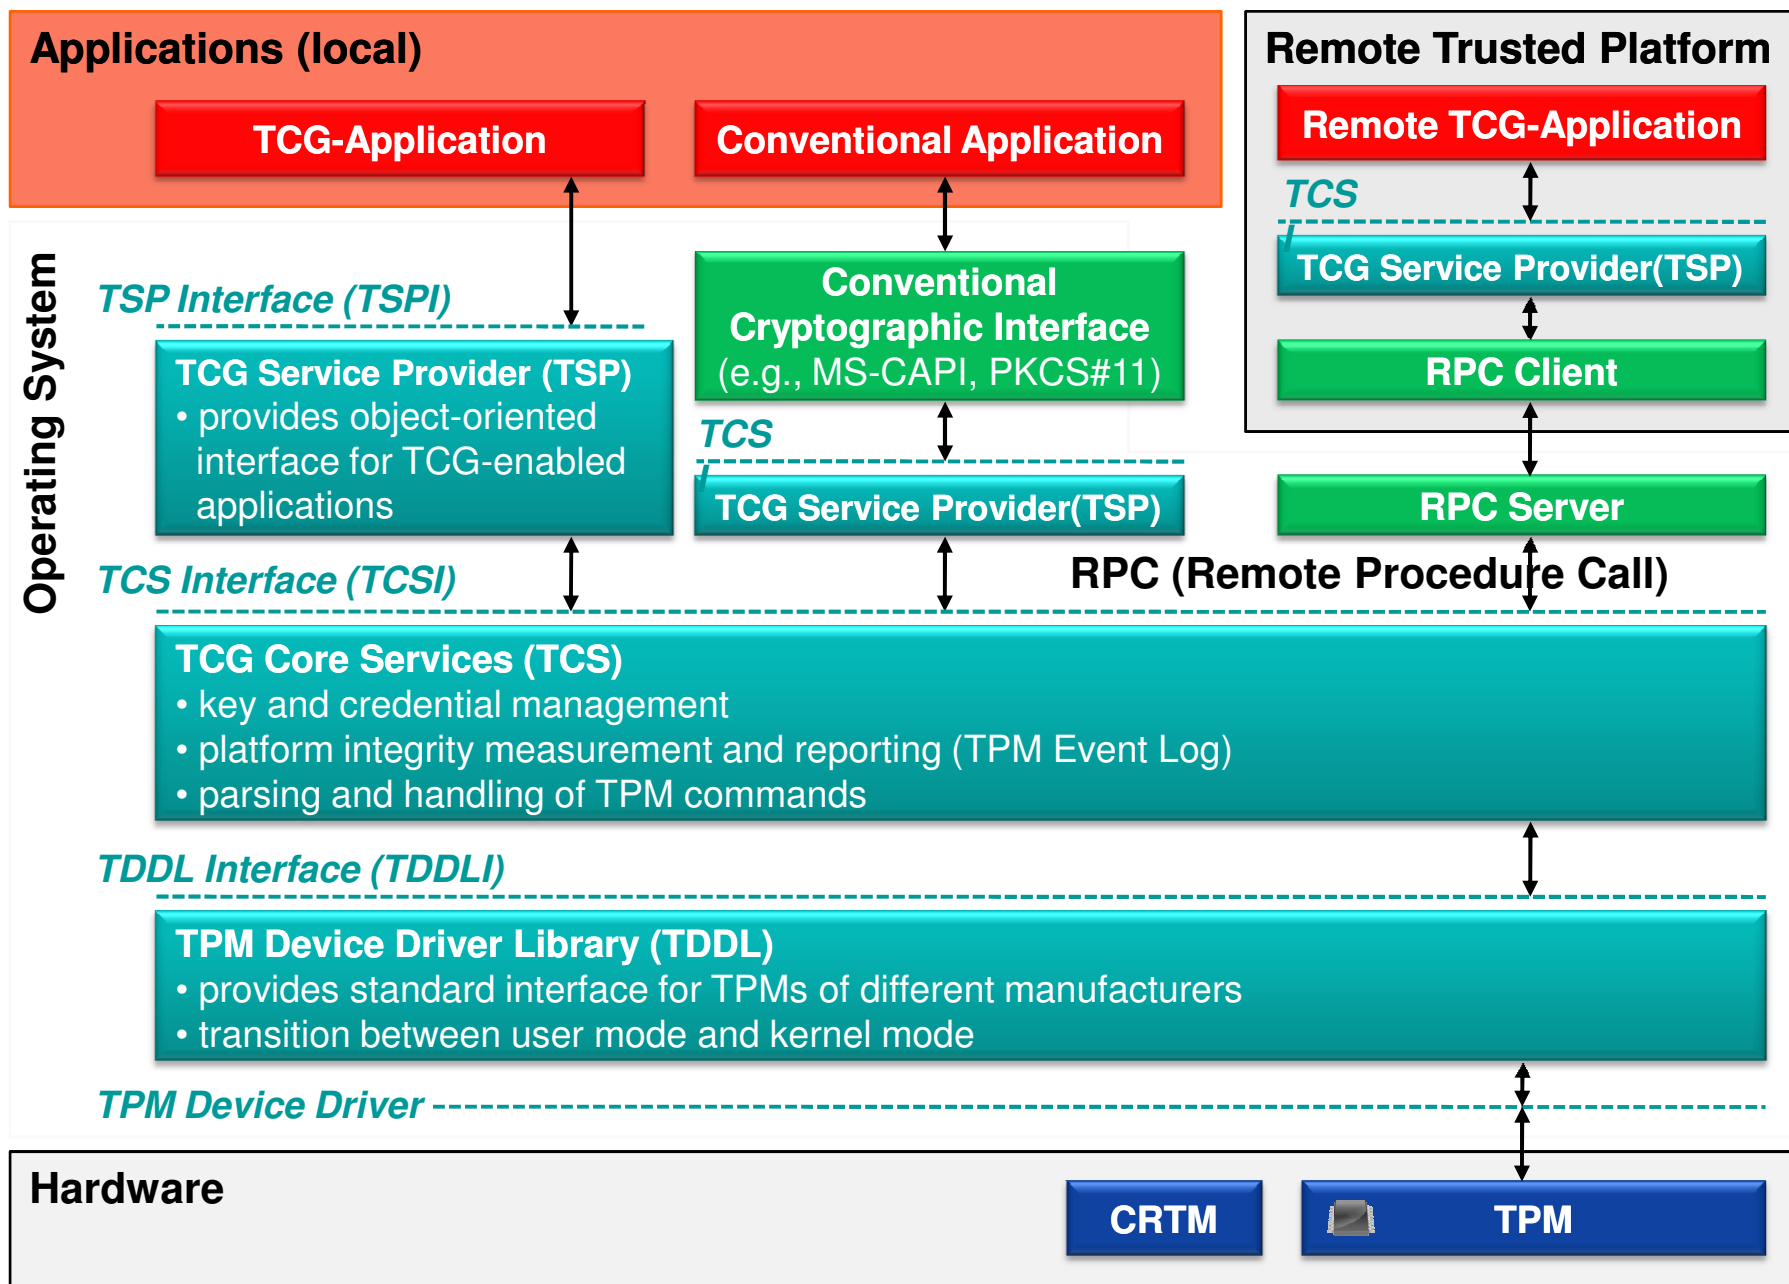 Applications (local)
TCG-Application
Conventional Application
Remote Trusted Platform
Remote TCG-Application
TCS
I
TCG Service Provider(TSP)
RPC Client
Operating System
TSP Interface (TSPI)
TCG Service Provider (TSP)
• provides object-oriented
interface for TCG-enabled
applications
Conventional
Cryptographic Interface
(e.g., MS-CAPI, PKCS#11)
TCS
I
TCG Service Provider(TSP)
RPC Server
TCS Interface (TCSI)
RPC (Remote Procedure Call)
TCG Core Services (TCS)
• key and credential management
• platform integrity measurement and reporting (TPM Event Log)
• parsing and handling of TPM commands
TDDL Interface (TDDLI)
TPM Device Driver Library (TDDL)
• provides standard interface for TPMs of different manufacturers
• transition between user mode and kernel mode
TPM Device Driver
Hardware
CRTM
TPM